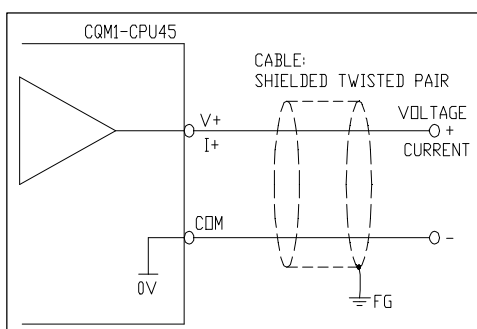 CQM1-CPU45
CABLE:
SHIELDED TWISTED PAIR
V+
I+
VOLTAGE
+
CURRENT
COM
-
0V
FG